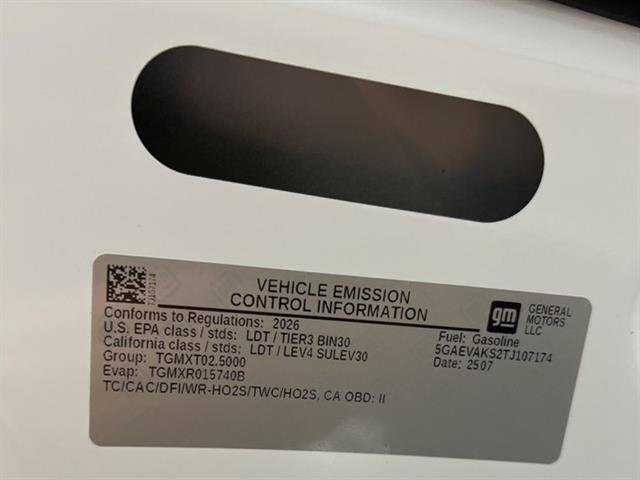 TJ107174
VEHICLE EMISSION
CONTROL INFORMATION
Conforms to Regulations: 2026
U.S. EPA class / stds: LDT / TIER3 BIN30
California class / stds: LDT / LEV4 SULEV30
Group: TGMXT02.5000
Evap: TGMXR015740B
TC/CAC/DFI/WR-HO2S/TWC/HO2S, CA OBD: II
gm
GENERAL
MOTORS
LLC
Fuel: Gasoline
5GAEVAKS2TJ107174
Date: 2507